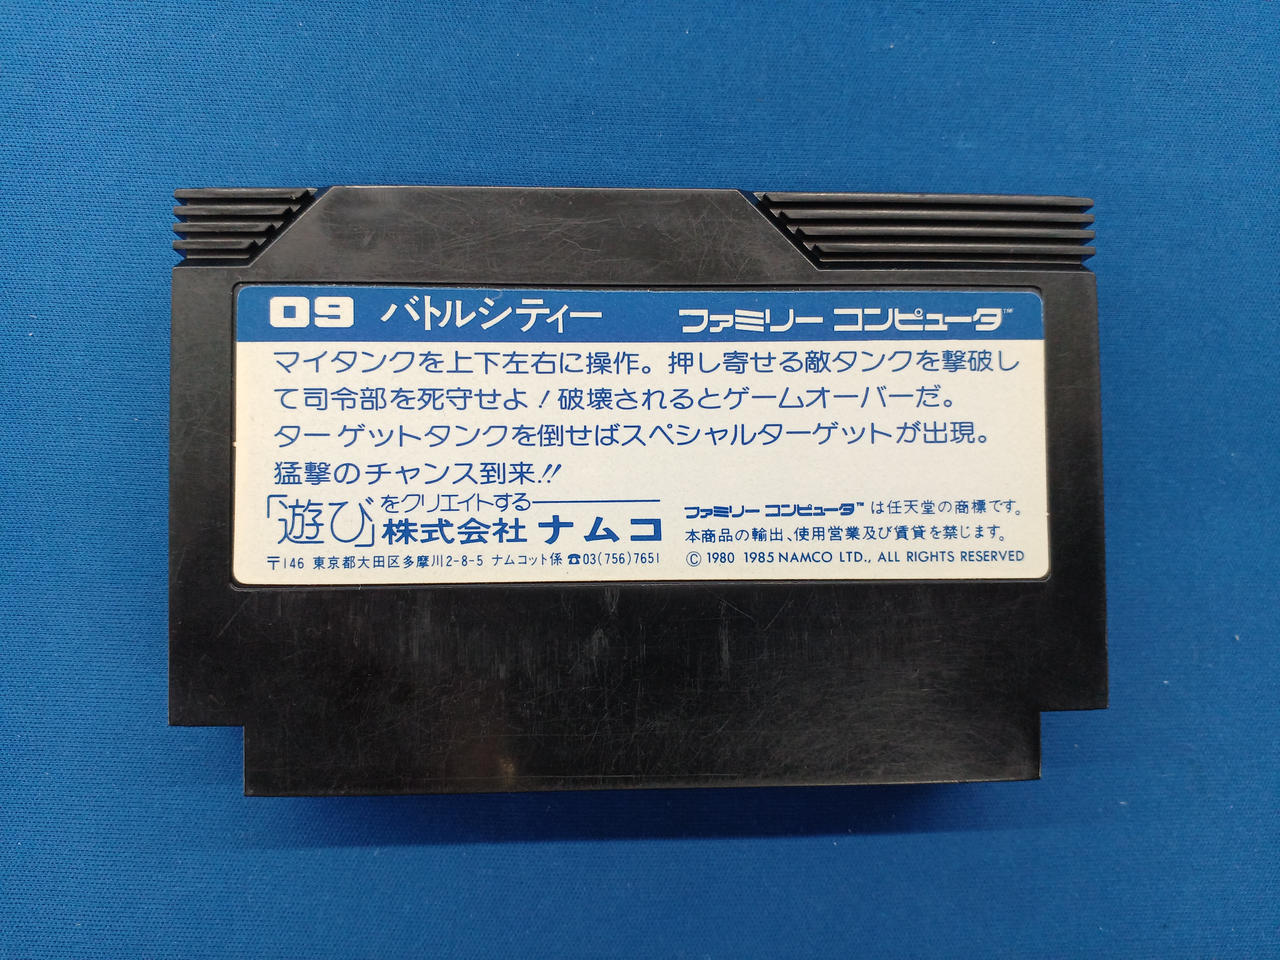 09 バトルシティー ファミリー コンピュータ™
マイタンクを上下左右に操作。押し寄せる敵タンクを撃破し
て司令部を死守せよ！破壊されるとゲームオーバーだ。
ターゲットタンクを倒せばスペシャルターゲットが出現。
猛撃のチャンス到来!!
「遊び」をクリエイトする
株式会社 ナムコ
〒146 東京都大田区多摩川2-8-5 ナムコット係 ☎03(756)7651
ファミリー コンピュータ™ は任天堂の商標です。
本商品の輸出、使用営業及び賃貸を禁じます。
Ⓒ 1980 1985 NAMCO LTD., ALL RIGHTS RESERVED